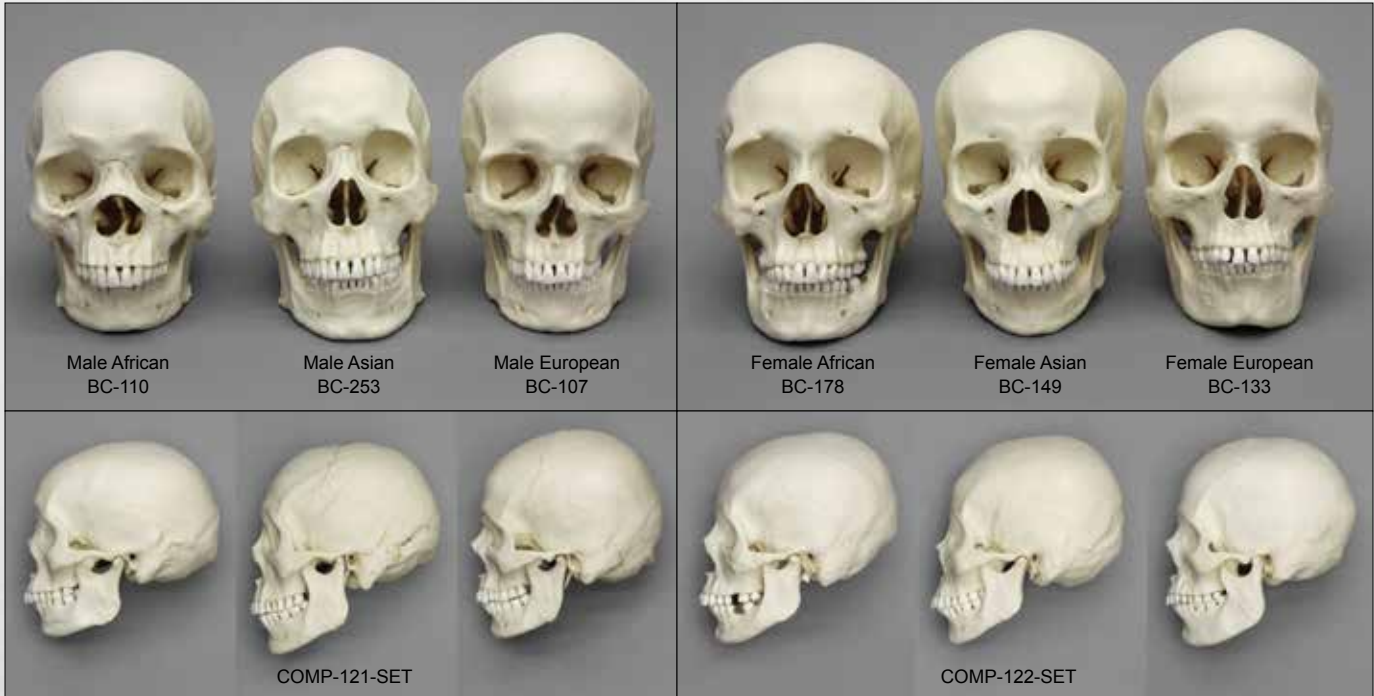 Male African
BC-110
Male Asian
BC-253
Male European
BC-107
Female African
BC-178
Female Asian
BC-149
Female European
BC-133
COMP-121-SET
COMP-122-SET